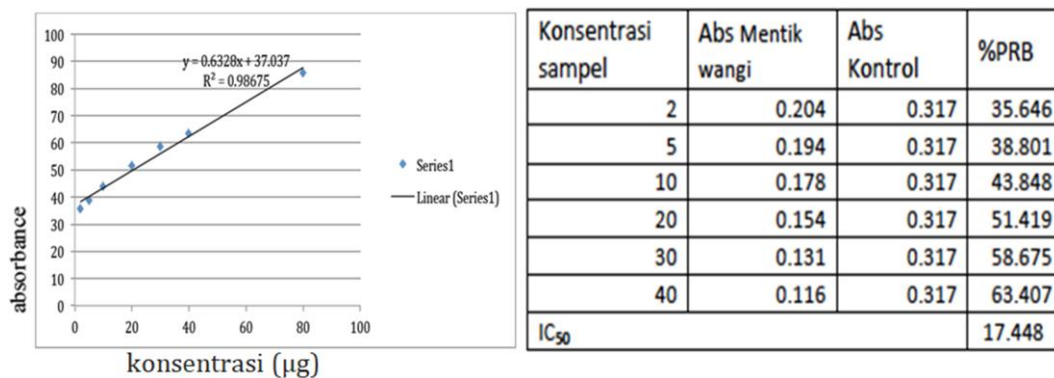 100
90
80
70
60
50
40
30
20
10
0
y = 0.6328x + 37.037
R² = 0.98675
Series1
Linear (Series1)
0 20 40 60 80 100
absorbance
konsentrasi (µg)
Konsentrasi sampel Abs Mentik wangi Abs Kontrol %PRB
2 0.204 0.317 35.646
5 0.194 0.317 38.801
10 0.178 0.317 43.848
20 0.154 0.317 51.419
30 0.131 0.317 58.675
40 0.116 0.317 63.407
IC₅₀ 17.448